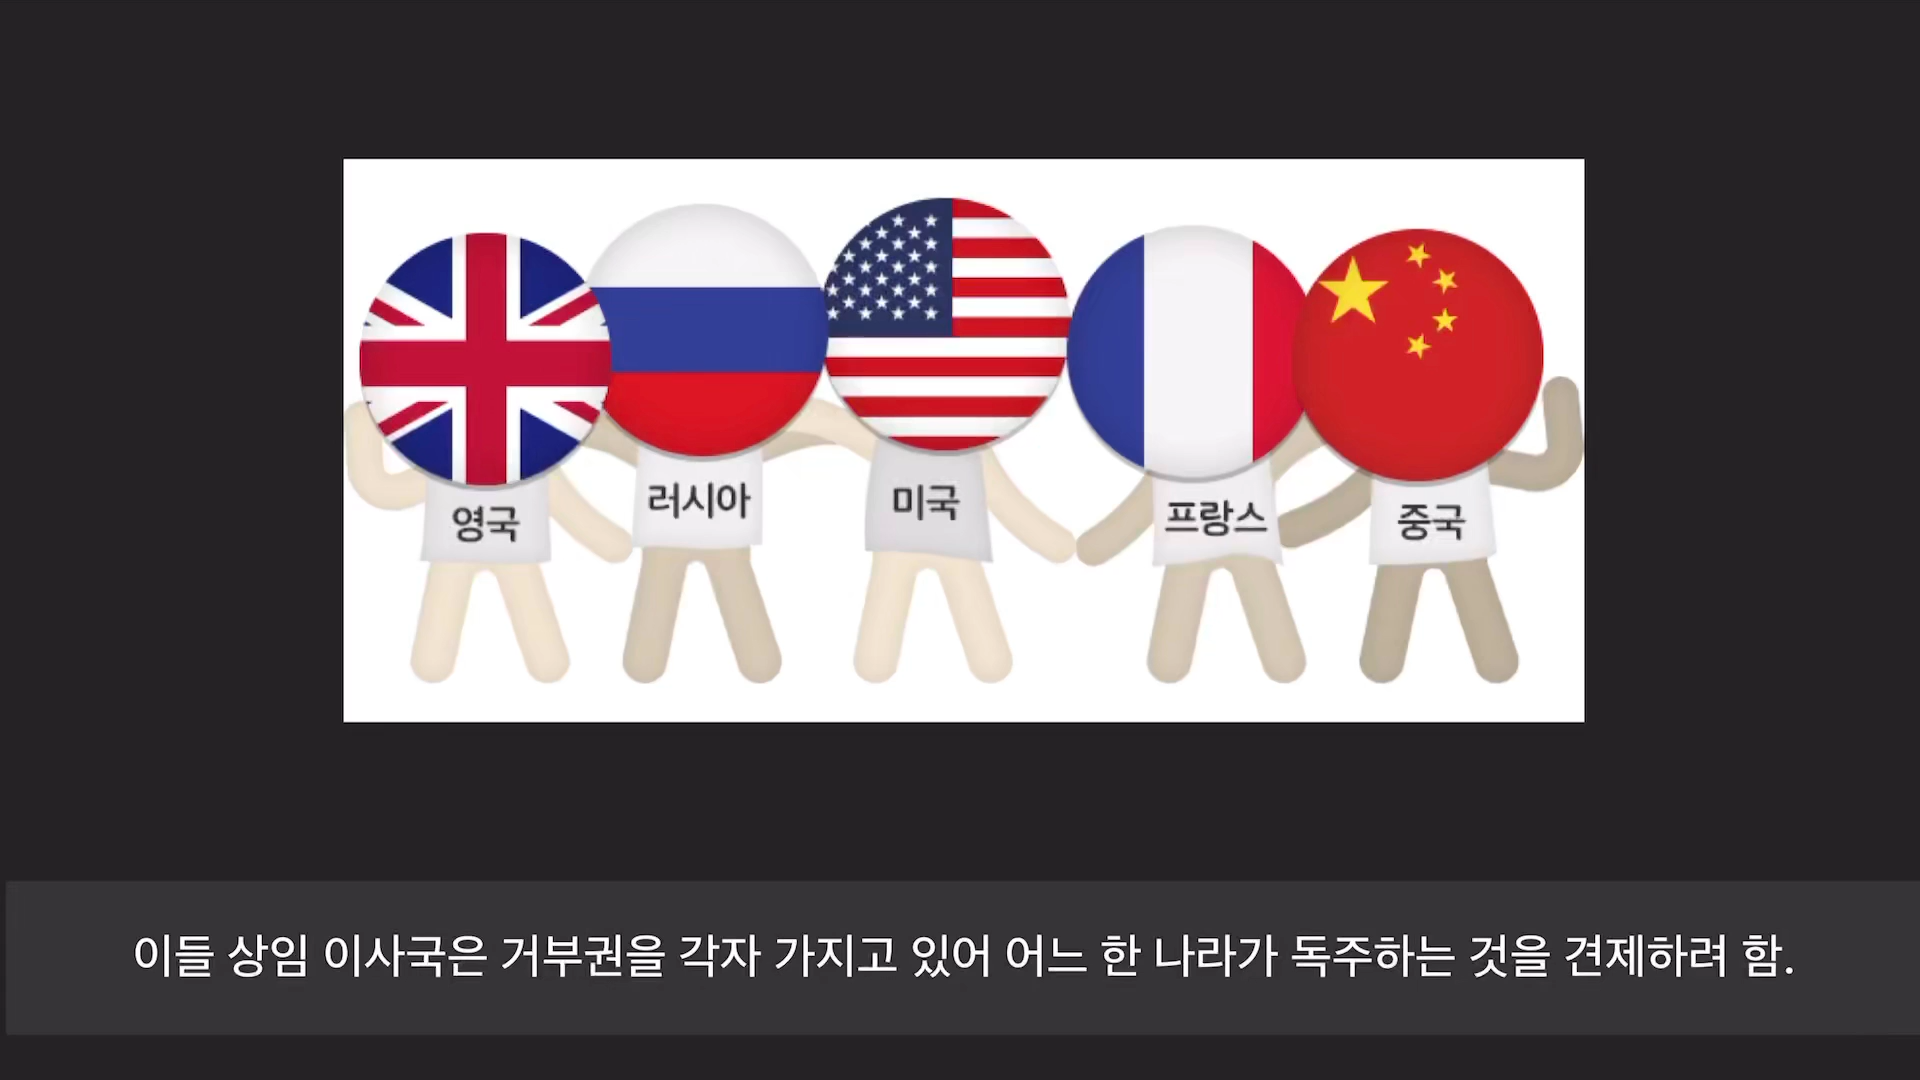 영국
러시아
미국
프랑스
중국
이들 상임 이사국은 거부권을 각자 가지고 있어 어느 한 나라가 독주하는 것을 견제하려 함.